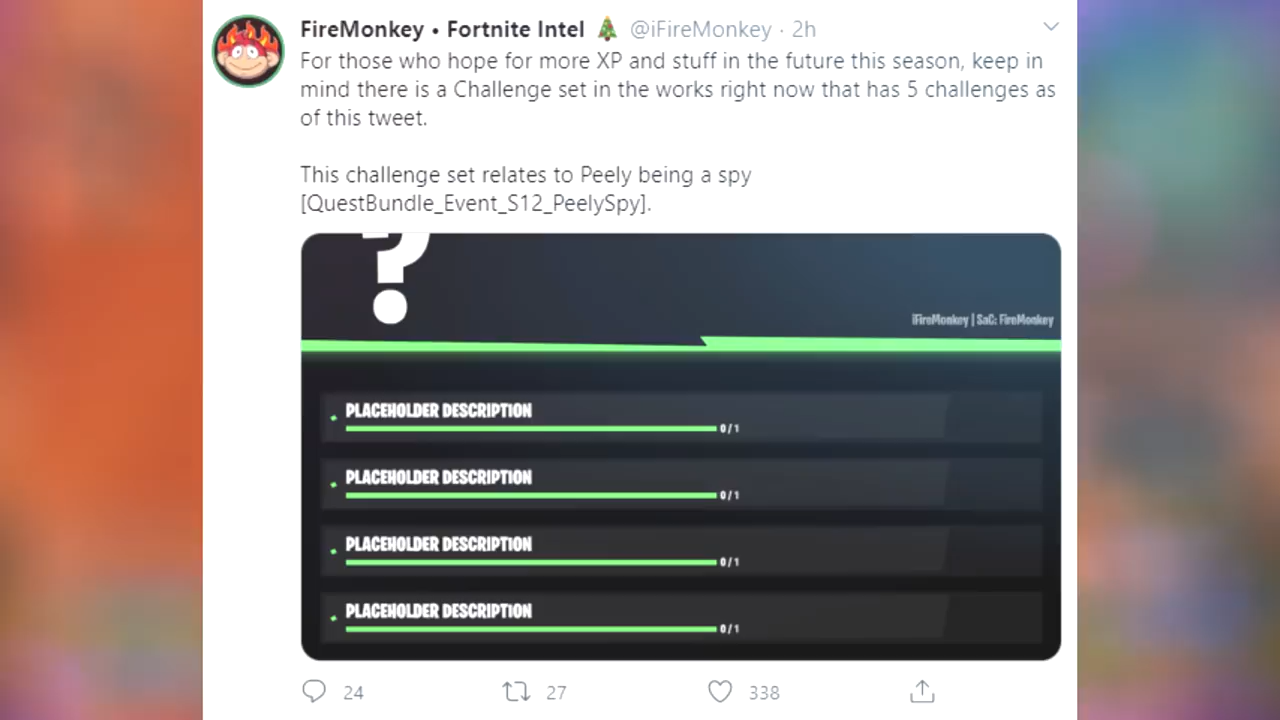 FireMonkey • Fortnite Intel 🎄 @iFireMonkey · 2h
For those who hope for more XP and stuff in the future this season, keep in
mind there is a Challenge set in the works right now that has 5 challenges as
of this tweet.
This challenge set relates to Peely being a spy
[QuestBundle_Event_S12_PeelySpy].
?
iFireMonkey | SaC: FireMonkey
PLACEHOLDER DESCRIPTION
0/1
PLACEHOLDER DESCRIPTION
0/1
PLACEHOLDER DESCRIPTION
0/1
PLACEHOLDER DESCRIPTION
0/1
24 27 338